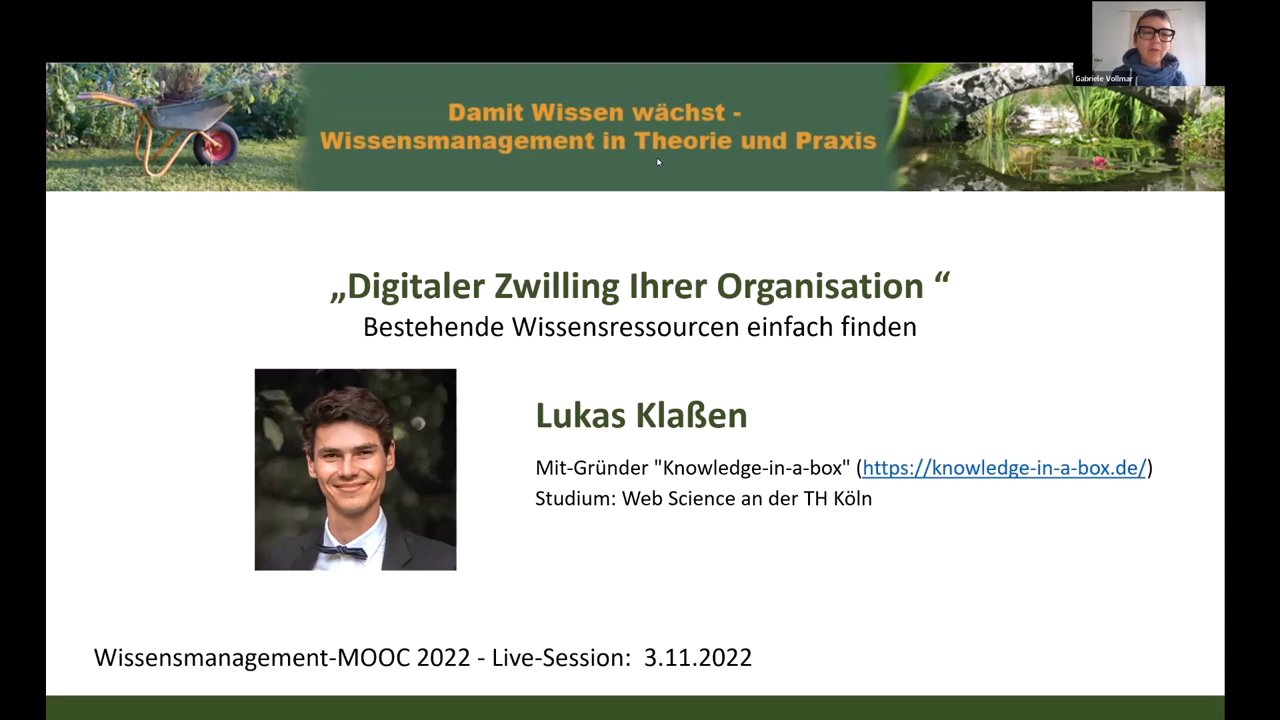 Gabriele Vollmar
Damit Wissen wächst -
Wissensmanagement in Theorie und Praxis
„Digitaler Zwilling Ihrer Organisation “
Bestehende Wissensressourcen einfach finden
Lukas Klaßen
Mit-Gründer "Knowledge-in-a-box" (https://knowledge-in-a-box.de/)
Studium: Web Science an der TH Köln
Wissensmanagement-MOOC 2022 - Live-Session: 3.11.2022